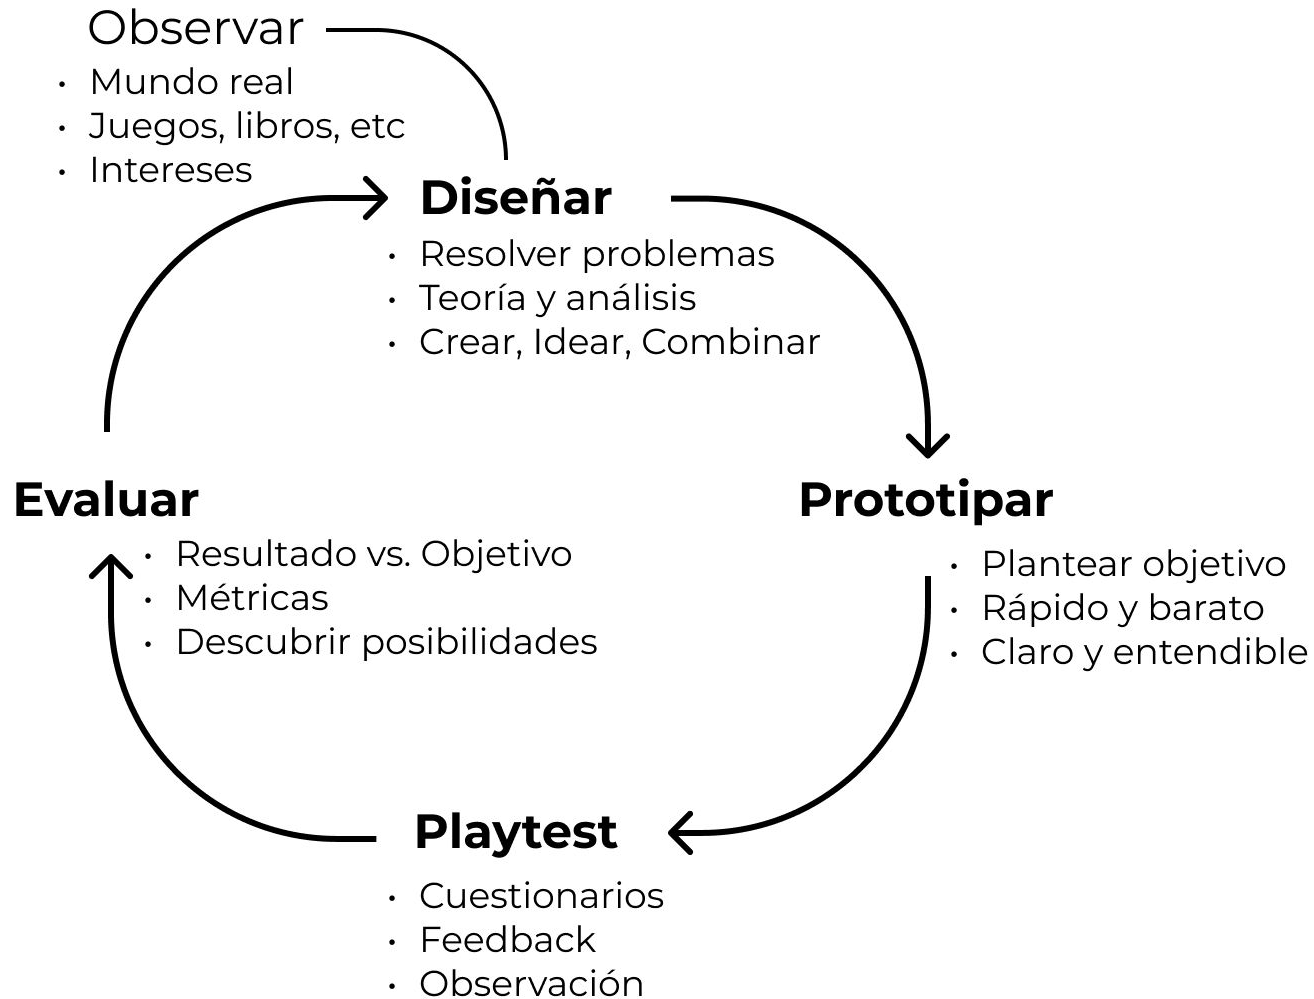 Observar
• Mundo real
• Juegos, libros, etc
• Intereses
Diseñar
• Resolver problemas
• Teoría y análisis
• Crear, Idear, Combinar
Prototipar
• Plantear objetivo
• Rápido y barato
• Claro y entendible
Playtest
• Cuestionarios
• Feedback
• Observación
Evaluar
• Resultado vs. Objetivo
• Métricas
• Descubrir posibilidades